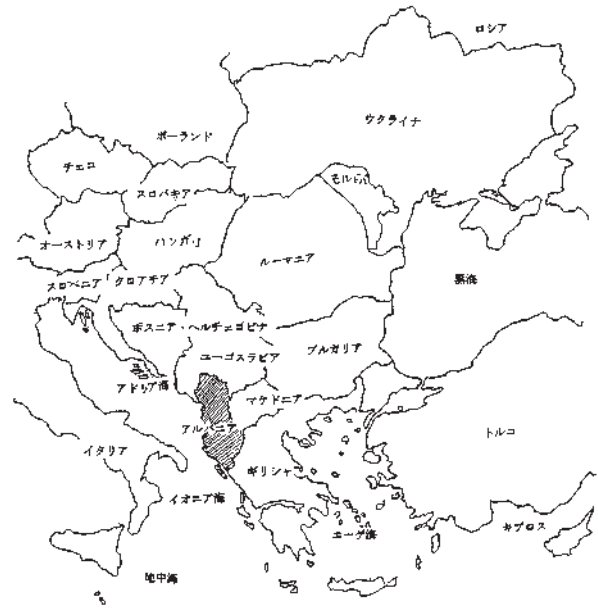 ロシア
ウクライナ
ポーランド
チェコ
モルドバ
スロバキア
オーストリア
ハンガリー
ルーマニア
スロベニア
クロアチア
黒海
ボスニア・ヘルチェゴビナ
ユーゴスラビア
ブルガリア
アドリア海
マケドニア
アルバニア
トルコ
イタリア
ギリシャ
イオニア海
エーゲ海
キプロス
地中海